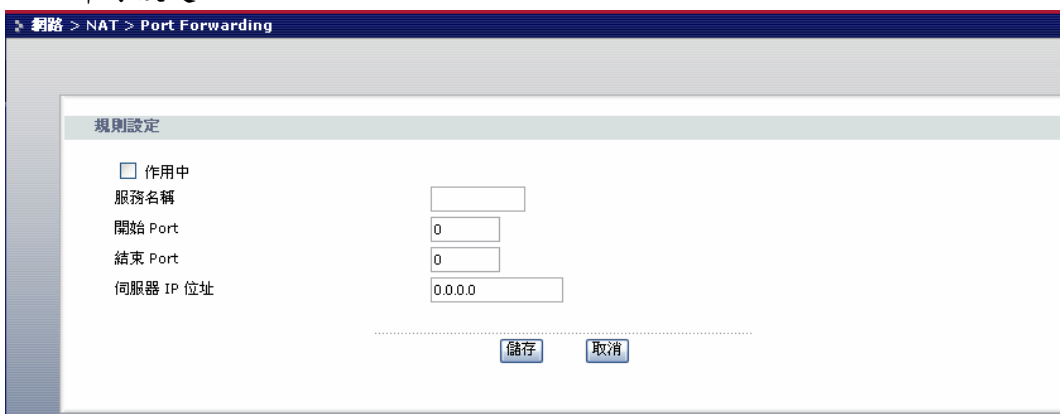 網路 > NAT > Port Forwarding
規則設定
作用中
服務名稱
開始 Port 0
結束 Port 0
伺服器 IP 位址 0.0.0.0
儲存 取消